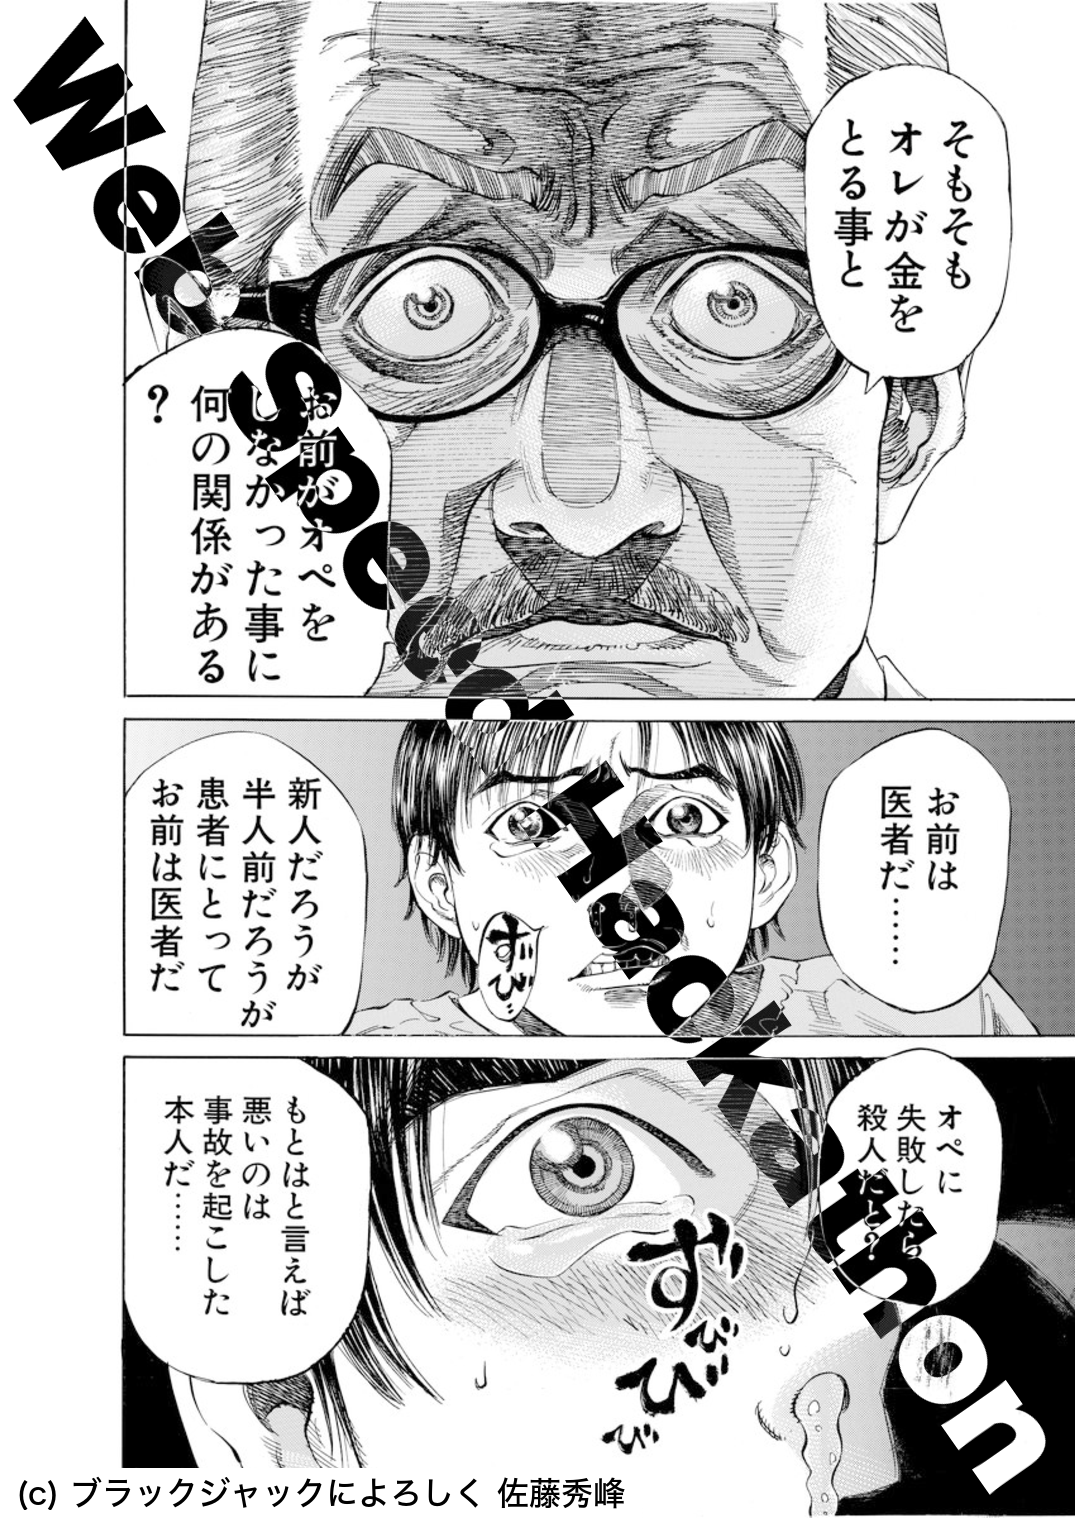 そもそも
オレが金を
とる事と
お前がオペを
しなかった事に
何の関係がある
？
お前は
医者だ……
新人だろうが
半人前だろうが
患者にとって
お前は医者だ
ずび
オペに
失敗したら
殺人だと？
もとはと言えば
悪いのは
事故を起こした
本人だ……
ずびびびびび
Werk Special Hackathon
(c) ブラックジャックによろしく 佐藤秀峰